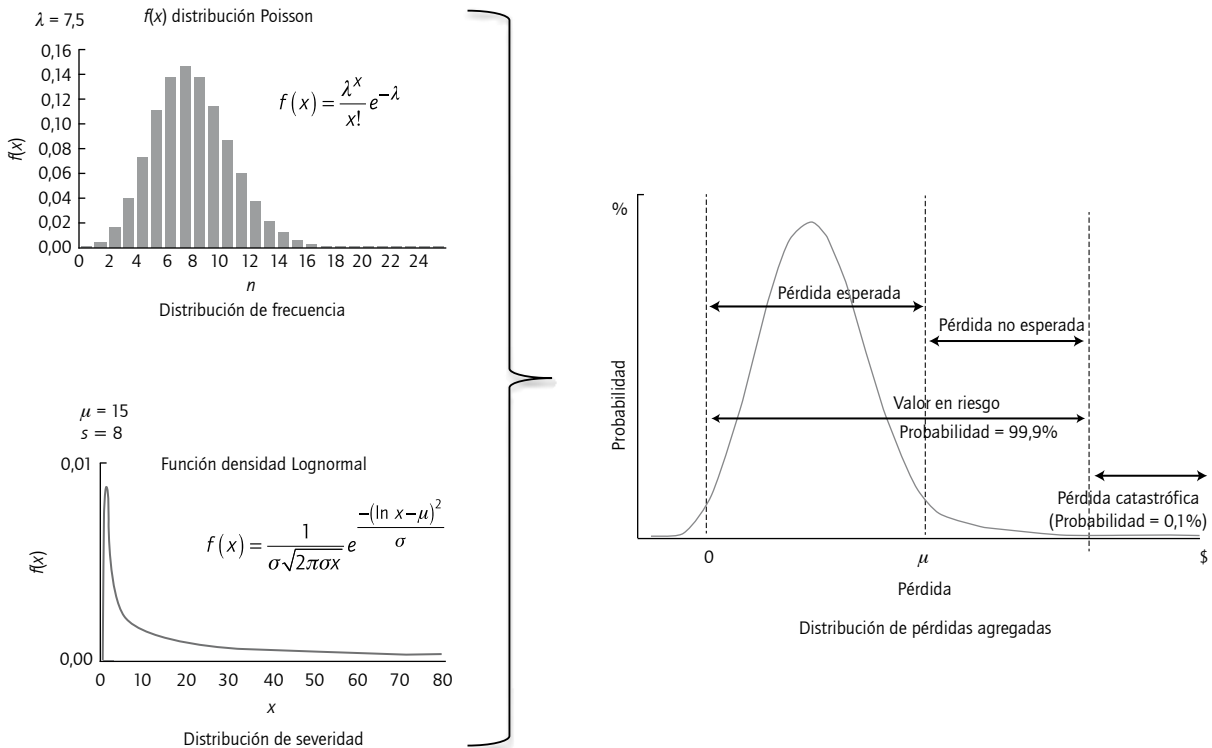 λ = 7,5
f(x) distribución Poisson
0,16
0,14
0,12
0,10
0,08
0,06
0,04
0,02
0,00
f(x)
f(x) = λ^x / x! e^−λ
0 2 4 6 8 10 12 14 16 18 20 22 24
n
Distribución de frecuencia
μ = 15
s = 8
0,01
Función densidad Lognormal
f(x) = 1 / σ√2πσx e^−(ln x−μ)^2 / σ
f(x)
0,00
0 10 20 30 40 50 60 70 80
x
Distribución de severidad
%
Pérdida esperada
Pérdida no esperada
Valor en riesgo
Probabilidad = 99,9%
Pérdida catastrófica
(Probabilidad = 0,1%)
Probabilidad
0 μ $
Pérdida
Distribución de pérdidas agregadas